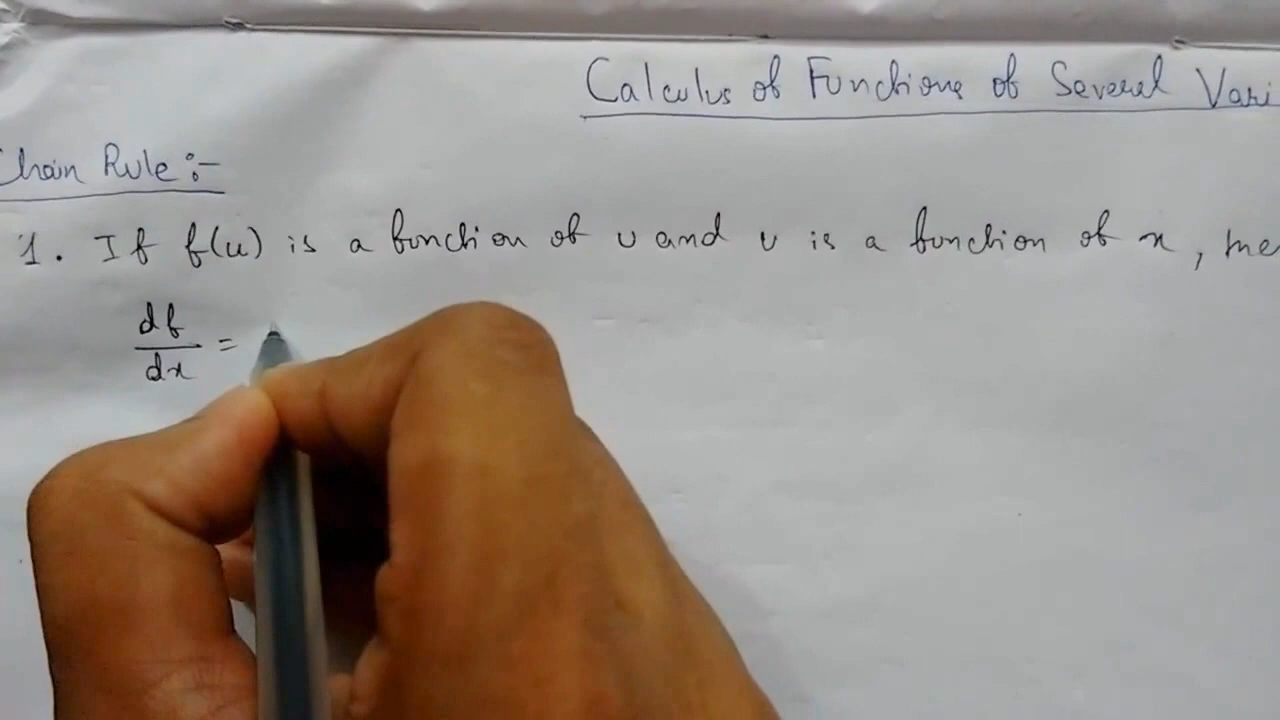 Calculus of Functions of Several Vari
Chain Rule :-
1. If f(u) is a function of u and u is a function of x,
df/dx =